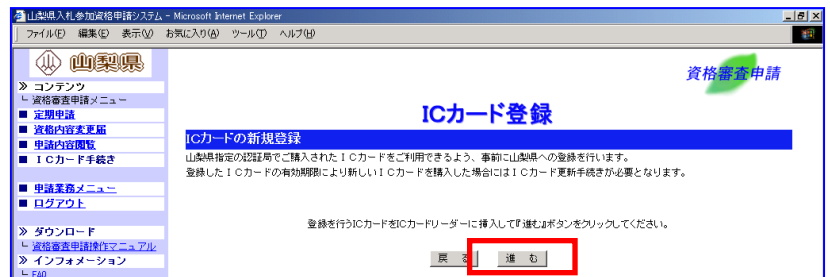 山梨県入札参加資格申請システム - Microsoft Internet Explorer
ファイル(F) 編集(E) 表示(V) お気に入り(A) ツール(T) ヘルプ(H)
山梨県
資格審査申請
≫ コンテンツ
└ 資格審査申請メニュー
■ 定期申請
■ 資格内容変更届
■ 申請内容閲覧
■ ICカード手続き
■ 申請業務メニュー
■ ログアウト
≫ ダウンロード
└ 資格審査申請操作マニュアル
≫ インフォメーション
└ FAQ
ICカード登録
ICカードの新規登録
山梨県指定の認証局でご購入されたICカードをご利用できるよう、事前に山梨県への登録を行います。
登録したICカードの有効期限により新しいICカードを購入した場合にはICカード更新手続きが必要となります。
登録を行うICカードをICカードリーダーに挿入して『進む』ボタンをクリックしてください。
戻る 進む